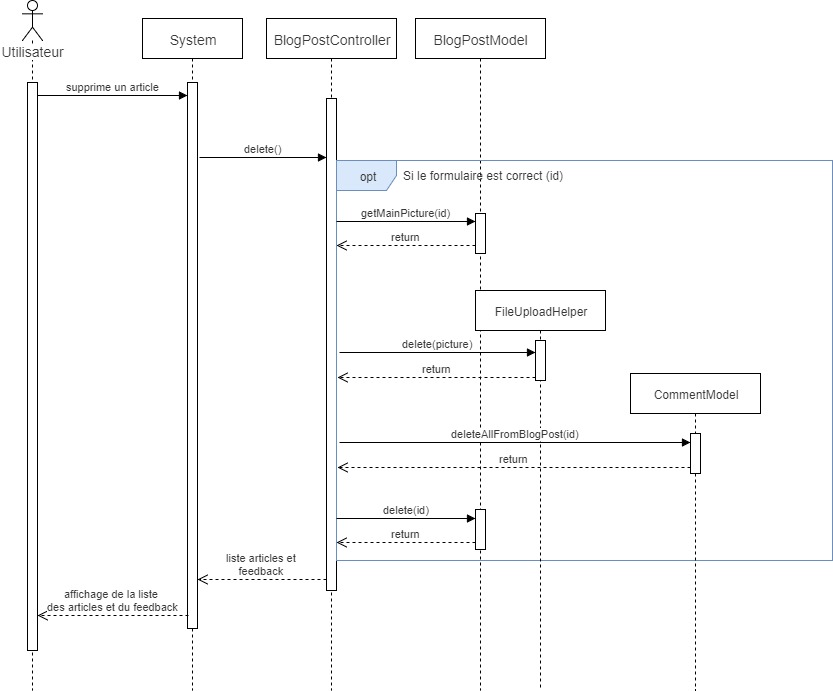 Utilisateur
System
BlogPostController
BlogPostModel
supprime un article
delete()
opt
Si le formulaire est correct (id)
getMainPicture(id)
return
FileUploadHelper
delete(picture)
return
CommentModel
deleteAllFromBlogPost(id)
return
delete(id)
return
liste articles et
feedback
affichage de la liste
des articles et du feedback